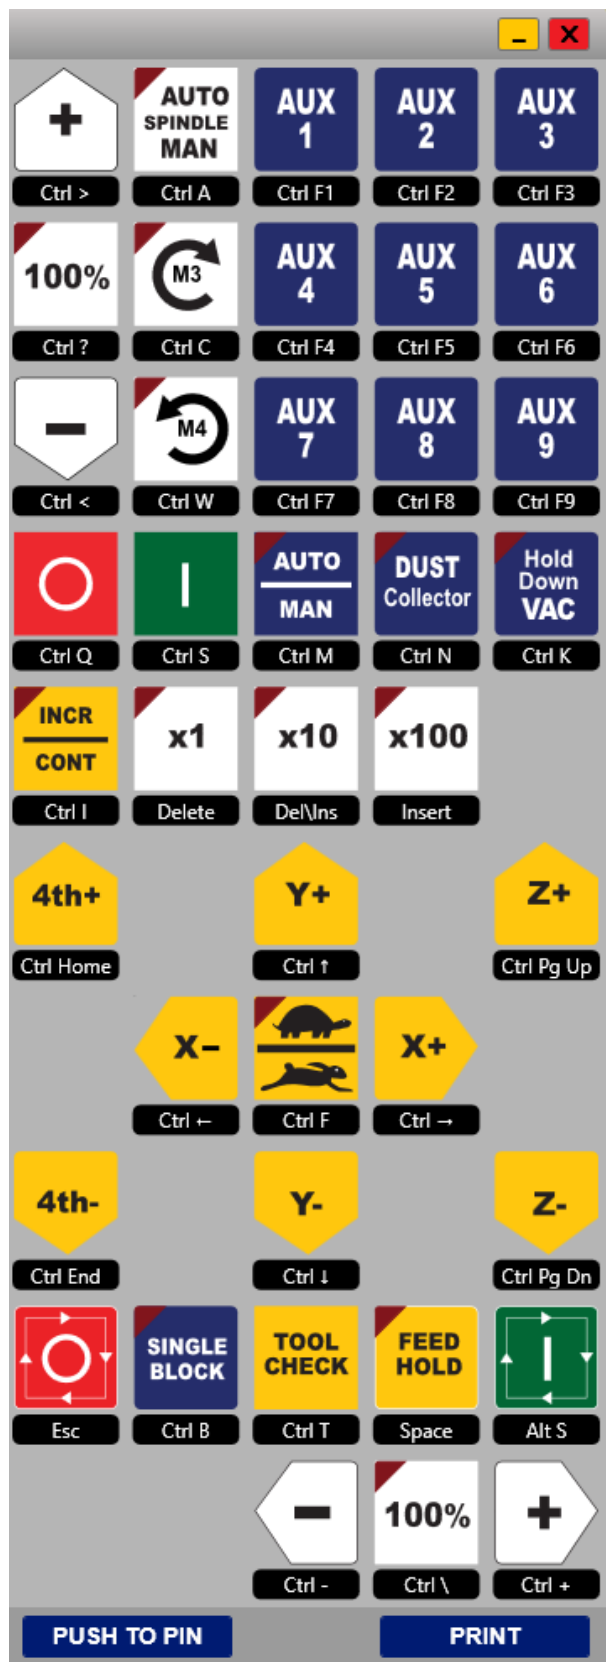 + AUTO SPINDLE MAN AUX 1 AUX 2 AUX 3
Ctrl > Ctrl A Ctrl F1 Ctrl F2 Ctrl F3
100% M3 AUX 4 AUX 5 AUX 6
Ctrl ? Ctrl C Ctrl F4 Ctrl F5 Ctrl F6
- M4 AUX 7 AUX 8 AUX 9
Ctrl < Ctrl W Ctrl F7 Ctrl F8 Ctrl F9
AUTO MAN DUST Collector Hold Down VAC
Ctrl Q Ctrl S Ctrl M Ctrl N Ctrl K
INCR CONT x1 x10 x100
Ctrl I Delete Del\Ins Insert
4th+ Y+ Z+
Ctrl Home Ctrl ↑ Ctrl Pg Up
X- X+
Ctrl ← Ctrl F Ctrl →
4th- Y- Z-
Ctrl End Ctrl ↓ Ctrl Pg Dn
SINGLE BLOCK TOOL CHECK FEED HOLD
Esc Ctrl B Ctrl T Space Alt S
- 100% +
Ctrl - Ctrl \ Ctrl +
PUSH TO PIN PRINT